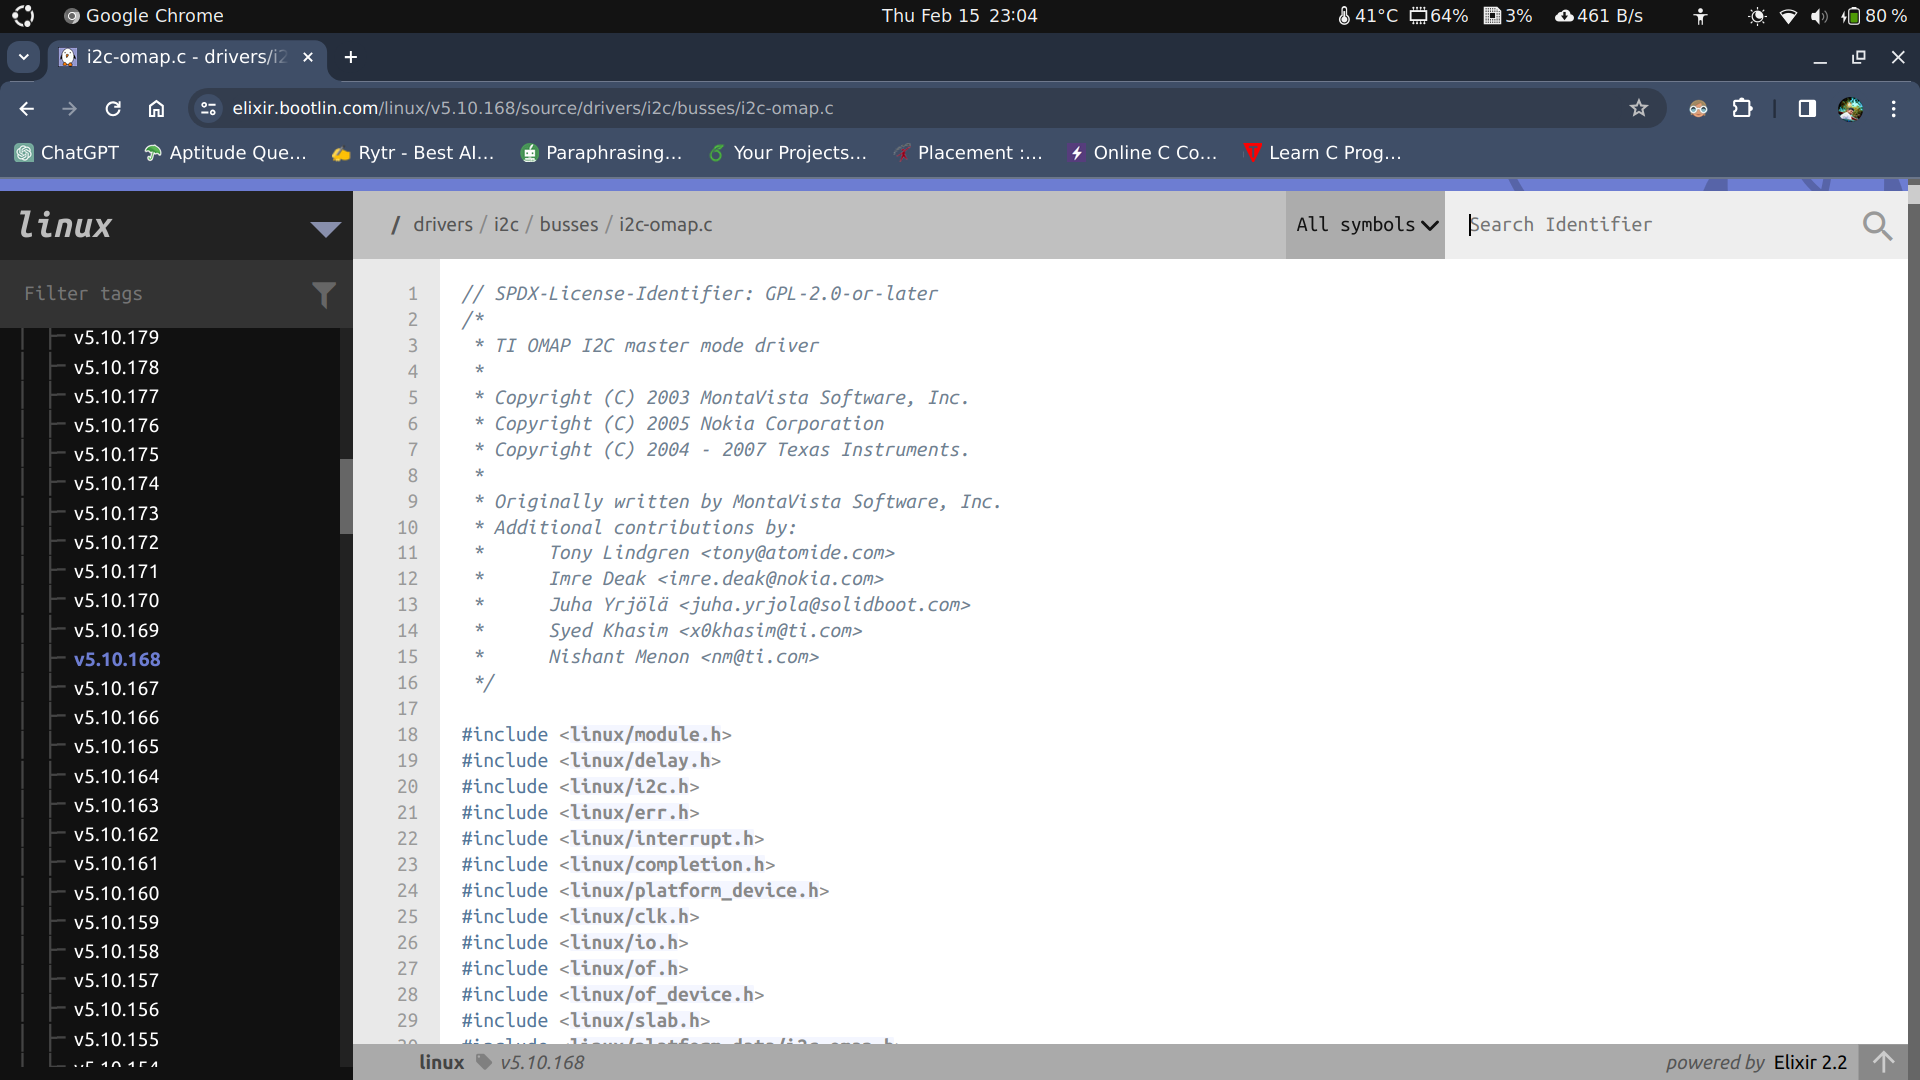 Google Chrome
Thu Feb 15 23:04
41°C 64% 3% 461 B/s 80 %
i2c-omap.c - drivers/i2
elixir.bootlin.com/linux/v5.10.168/source/drivers/i2c/busses/i2c-omap.c
ChatGPT Aptitude Que... Rytr - Best AI... Paraphrasing... Your Projects... Placement :... Online C Co... Learn C Prog...
linux
/ drivers / i2c / busses / i2c-omap.c
All symbols
Search Identifier
Filter tags
v5.10.179
v5.10.178
v5.10.177
v5.10.176
v5.10.175
v5.10.174
v5.10.173
v5.10.172
v5.10.171
v5.10.170
v5.10.169
v5.10.168
v5.10.167
v5.10.166
v5.10.165
v5.10.164
v5.10.163
v5.10.162
v5.10.161
v5.10.160
v5.10.159
v5.10.158
v5.10.157
v5.10.156
v5.10.155
v5.10.154
1 // SPDX-License-Identifier: GPL-2.0-or-later
2 /*
3 * TI OMAP I2C master mode driver
4 *
5 * Copyright (C) 2003 MontaVista Software, Inc.
6 * Copyright (C) 2005 Nokia Corporation
7 * Copyright (C) 2004 - 2007 Texas Instruments.
8 *
9 * Originally written by MontaVista Software, Inc.
10 * Additional contributions by:
11 * Tony Lindgren <tony@atomide.com>
12 * Imre Deak <imre.deak@nokia.com>
13 * Juha Yrjölä <juha.yrjola@solidboot.com>
14 * Syed Khasim <x0khasim@ti.com>
15 * Nishant Menon <nm@ti.com>
16 */
17
18 #include <linux/module.h>
19 #include <linux/delay.h>
20 #include <linux/i2c.h>
21 #include <linux/err.h>
22 #include <linux/interrupt.h>
23 #include <linux/completion.h>
24 #include <linux/platform_device.h>
25 #include <linux/clk.h>
26 #include <linux/io.h>
27 #include <linux/of.h>
28 #include <linux/of_device.h>
29 #include <linux/slab.h>
30 #include <linux/platform_data/i2c-omap.h>
linux v5.10.168
powered by Elixir 2.2